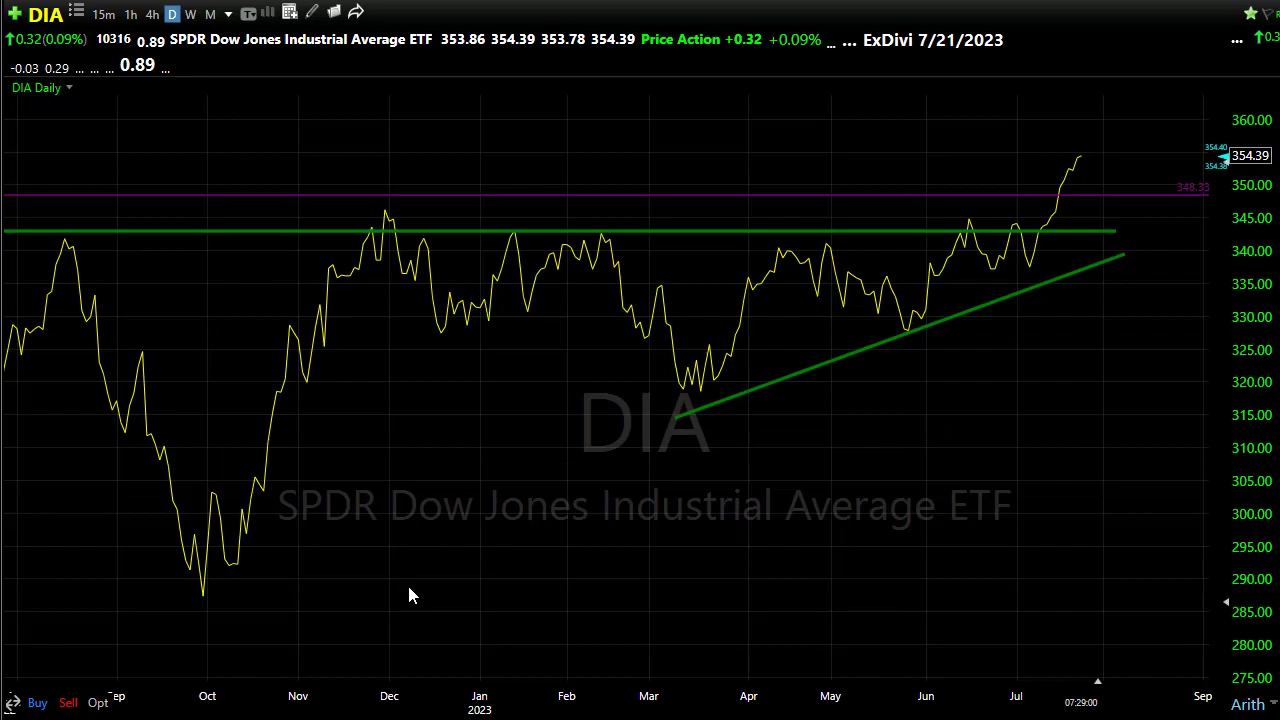 DIA 15m 1h 4h D W M
0.32(0.09%) 10316 0.89 SPDR Dow Jones Industrial Average ETF 353.86 354.39 353.78 354.39 Price Action +0.32 +0.09% ... ... ExDivi 7/21/2023 ...
-0.03 0.29 ... ... ... 0.89 ...
DIA Daily
360.00
354.40
354.39
354.38
350.00
348.33
345.00
340.00
335.00
330.00
325.00
320.00
315.00
310.00
305.00
300.00
295.00
290.00
285.00
280.00
275.00
DIA
SPDR Dow Jones Industrial Average ETF
Oct Nov Dec Jan Feb Mar Apr May Jun Jul Sep
Buy Sell Opt 2023 07:29:00 Arith